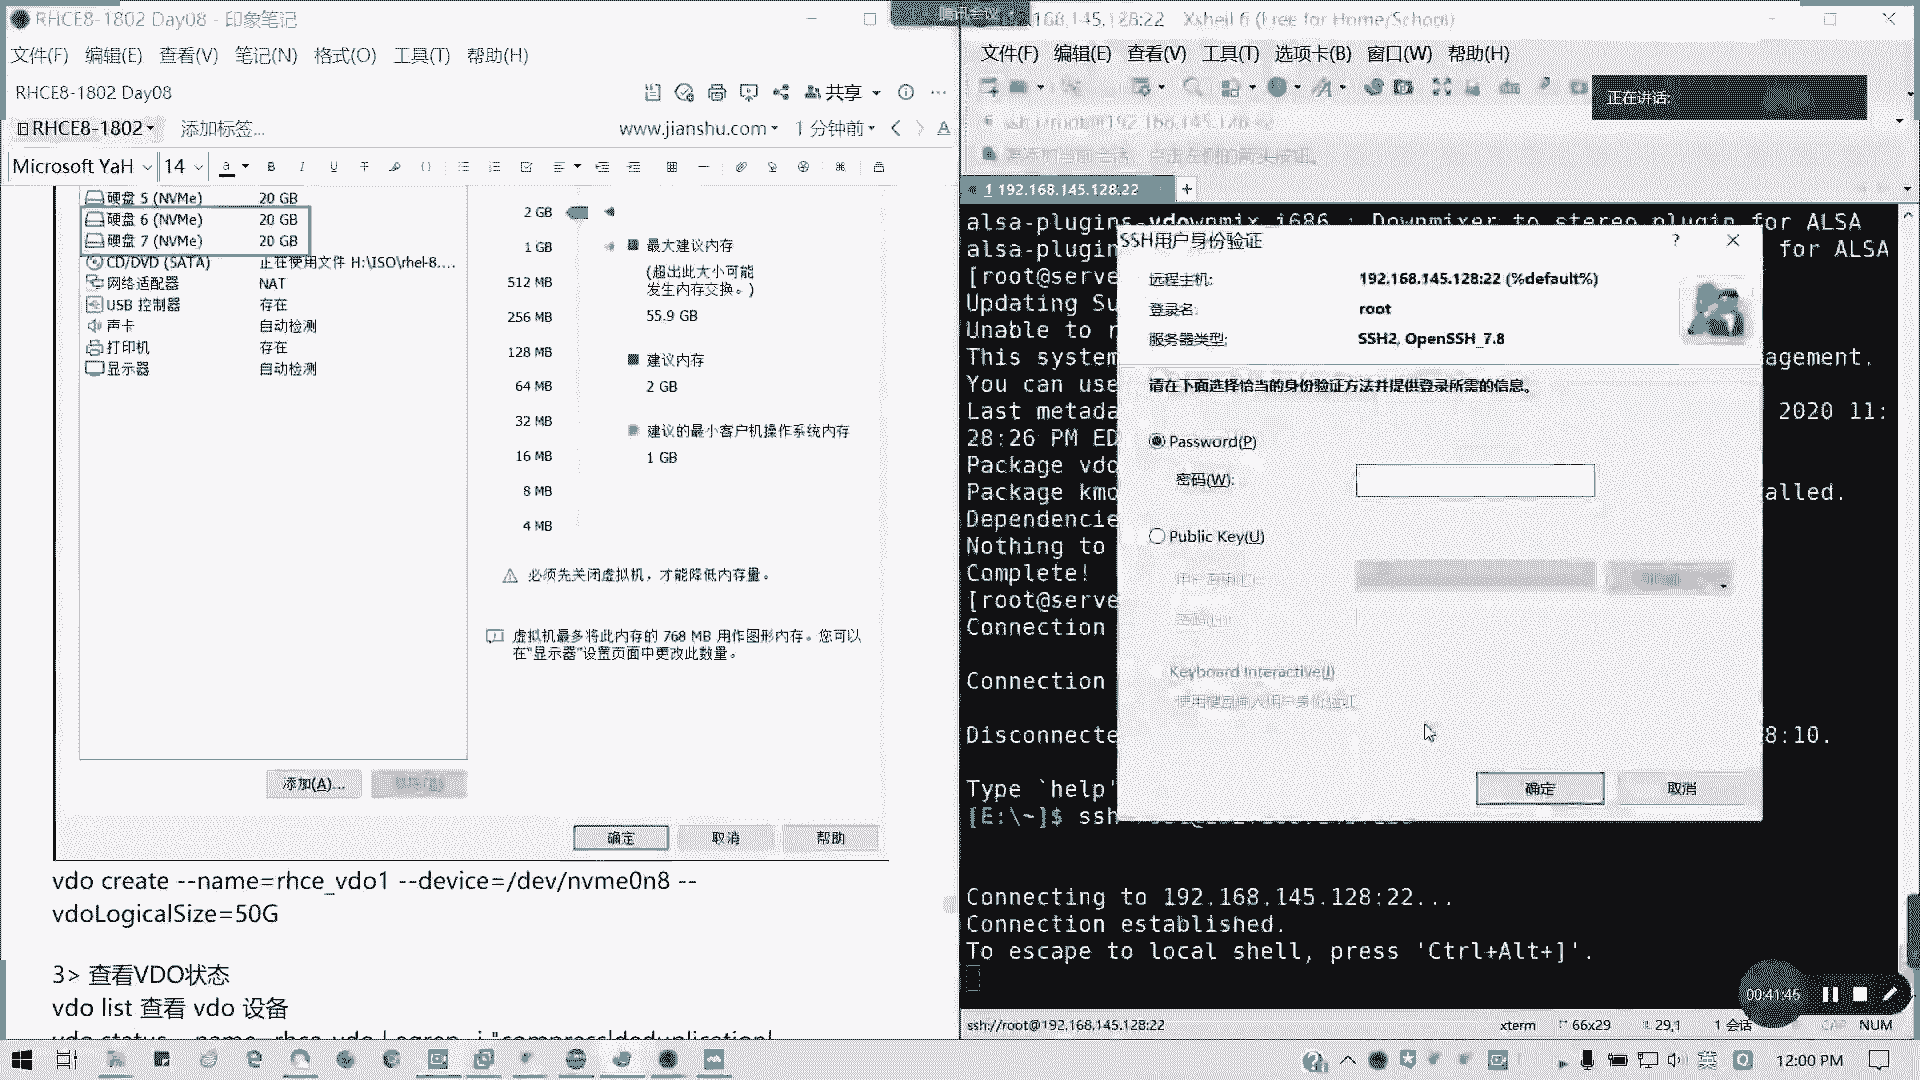 RHCE8-1802 Day08 - 印象笔记
文件(F) 编辑(E) 查看(V) 笔记(N) 格式(O) 工具(T) 帮助(H)
RHCE8-1802 Day08
共享
RHCE8-1802 添加标签... www.jianshu.com 1 分钟前
Microsoft YaH 14
硬盘 5 (NVMe) 20 GB
硬盘 6 (NVMe) 20 GB
硬盘 7 (NVMe) 20 GB
CD/DVD (SATA) 正在使用文件 H:\ISO\rhel-8....
网络适配器 NAT
USB 控制器 存在
声卡 自动检测
打印机 存在
显示器 自动检测
2 GB
1 GB
512 MB
256 MB
128 MB
64 MB
32 MB
16 MB
8 MB
4 MB
最大建议内存
(超出此大小可能
发生内存交换。)
55.9 GB
建议内存
2 GB
建议的最小客户机操作系统内存
1 GB
必须先关闭虚拟机，才能降低内存量。
虚拟机最多将此内存的 768 MB 用作图形内存。您可以
在"显示器"设置页面中更改此数量。
添加(A)...
确定 取消 帮助
vdo create --name=rhce_vdo1 --device=/dev/nvme0n8 --
vdoLogicalSize=50G
3> 查看VDO状态
vdo list 查看 vdo 设备
168.145.128:22 Xshell 6 (Free for Home/School)
文件(F) 编辑(E) 查看(V) 工具(T) 选项卡(B) 窗口(W) 帮助(H)
正在讲话:
ssh://root@192.168.145.128:22
1 192.168.145.128:22
alsa-plugins-vdownmix.i686 : Downmixer to stereo plugin for ALSA
alsa-plugin for ALSA
[root@serve
Updating Su
Unable to r
This system agement.
You can use
Last metada 2020 11:
28:26 PM ED
Package vdo
Package kmo alled.
Dependencie
Nothing to
Complete!
[root@serve
Connection
Connection
Disconnecte 8:10.
Type `help'
[E:\~]$ ssh
Connecting to 192.168.145.128:22...
Connection established.
To escape to local shell, press 'Ctrl+Alt+]'.
SSH用户身份验证
远程主机: 192.168.145.128:22 (%default%)
登录名: root
服务器类型: SSH2, OpenSSH_7.8
请在下面选择恰当的身份验证方法并提供登录所需的信息。
Password(P)
密码(W):
Public Key(U)
Keyboard Interactive(I)
使用键盘输入用户身份验证
确定 取消
00:41:45
ssh://root@192.168.145.128:22 xterm 66x29 29,1 1 会话 CAP NUM
英 12:00 PM